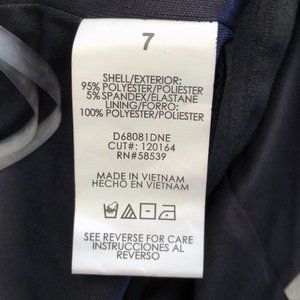 7
SHELL/EXTERIOR:
95% POLYESTER/POLIESTER
5% SPANDEX/ELASTANE
LINING/FORRO:
100% POLYESTER/POLIESTER
D68081DNE
CUT#: 120164
RN#58539
MADE IN VIETNAM
HECHO EN VIETNAM
SEE REVERSE FOR CARE
INSTRUCCIONES AL
REVERSO